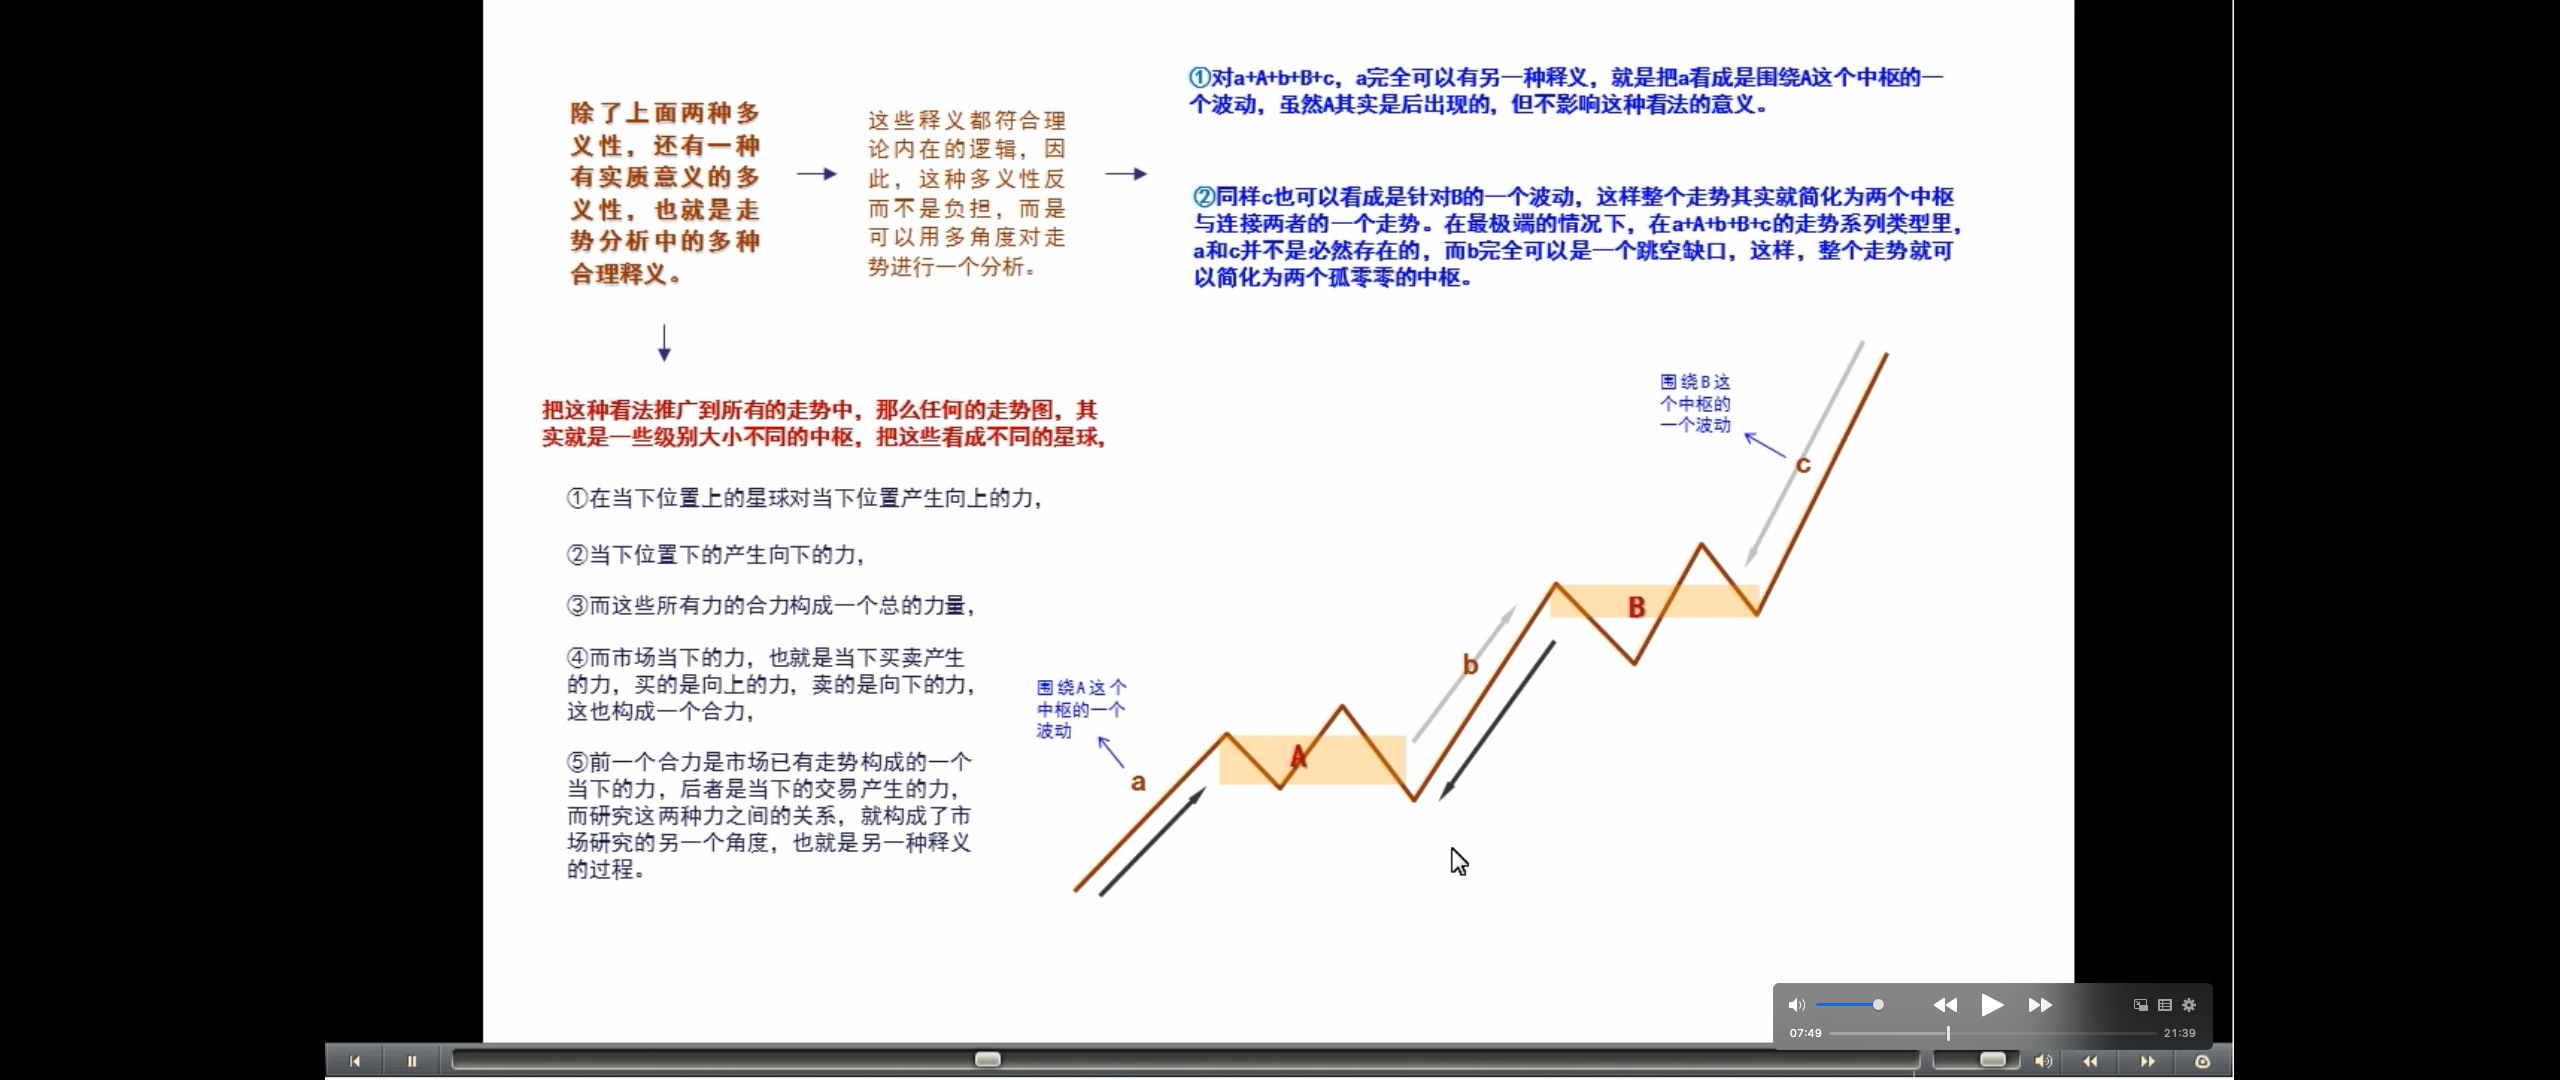 除了上面两种多
义性，还有一种
有实质意义的多
义性，也就是走
势分析中的多种
合理释义。
这些释义都符合理
论内在的逻辑，因
此，这种多义性反
而不是负担，而是
可以用多角度对走
势进行一个分析。
①对a+A+b+B+c，a完全可以有另一种释义，就是把a看成是围绕A这个中枢的一
个波动，虽然A其实是后出现的，但不影响这种看法的意义。
②同样c也可以看成是针对B的一个波动，这样整个走势其实就简化为两个中枢
与连接两者的一个走势。在最极端的情况下，在a+A+b+B+c的走势系列类型里，
a和c并不是必然存在的，而b完全可以是一个跳空缺口，这样，整个走势就可
以简化为两个孤零零的中枢。
把这种看法推广到所有的走势中，那么任何的走势图，其
实就是一些级别大小不同的中枢，把这些看成不同的星球，
①在当下位置上的星球对当下位置产生向上的力，
②当下位置下的产生向下的力，
③而这些所有力的合力构成一个总的力量，
④而市场当下的力，也就是当下买卖产生
的力，买的是向上的力，卖的是向下的力，
这也构成一个合力，
⑤前一个合力是市场已有走势构成的一个
当下的力，后者是当下的交易产生的力，
而研究这两种力之间的关系，就构成了市
场研究的另一个角度，也就是另一种释义
的过程。
围绕B这
个中枢的
一个波动
c
B
b
围绕A这个
中枢的一个
波动
A
a
07:49
21:39